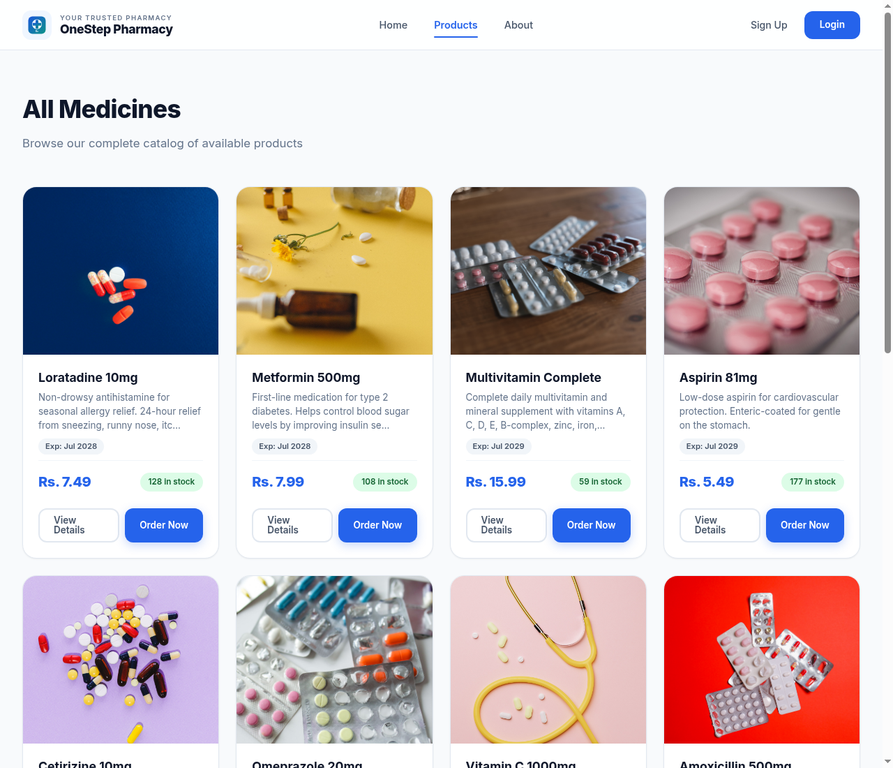 YOUR TRUSTED PHARMACY
OneStep Pharmacy
Home
Products
About
Sign Up
Login
All Medicines
Browse our complete catalog of available products
Loratadine 10mg
Non-drowsy antihistamine for
seasonal allergy relief. 24-hour relief
from sneezing, runny nose, itc...
Exp: Jul 2028
Rs. 7.49
128 in stock
View
Details
Order Now
Metformin 500mg
First-line medication for type 2
diabetes. Helps control blood sugar
levels by improving insulin se...
Exp: Jul 2028
Rs. 7.99
108 in stock
View
Details
Order Now
Multivitamin Complete
Complete daily multivitamin and
mineral supplement with vitamins A,
C, D, E, B-complex, zinc, iron,...
Exp: Jul 2029
Rs. 15.99
59 in stock
View
Details
Order Now
Aspirin 81mg
Low-dose aspirin for cardiovascular
protection. Enteric-coated for gentle
on the stomach.
Exp: Jul 2029
Rs. 5.49
177 in stock
View
Details
Order Now
Cetirizine 10mg
Omeprazole 20mg
Vitamin C 1000mg
Amoxicillin 500mg